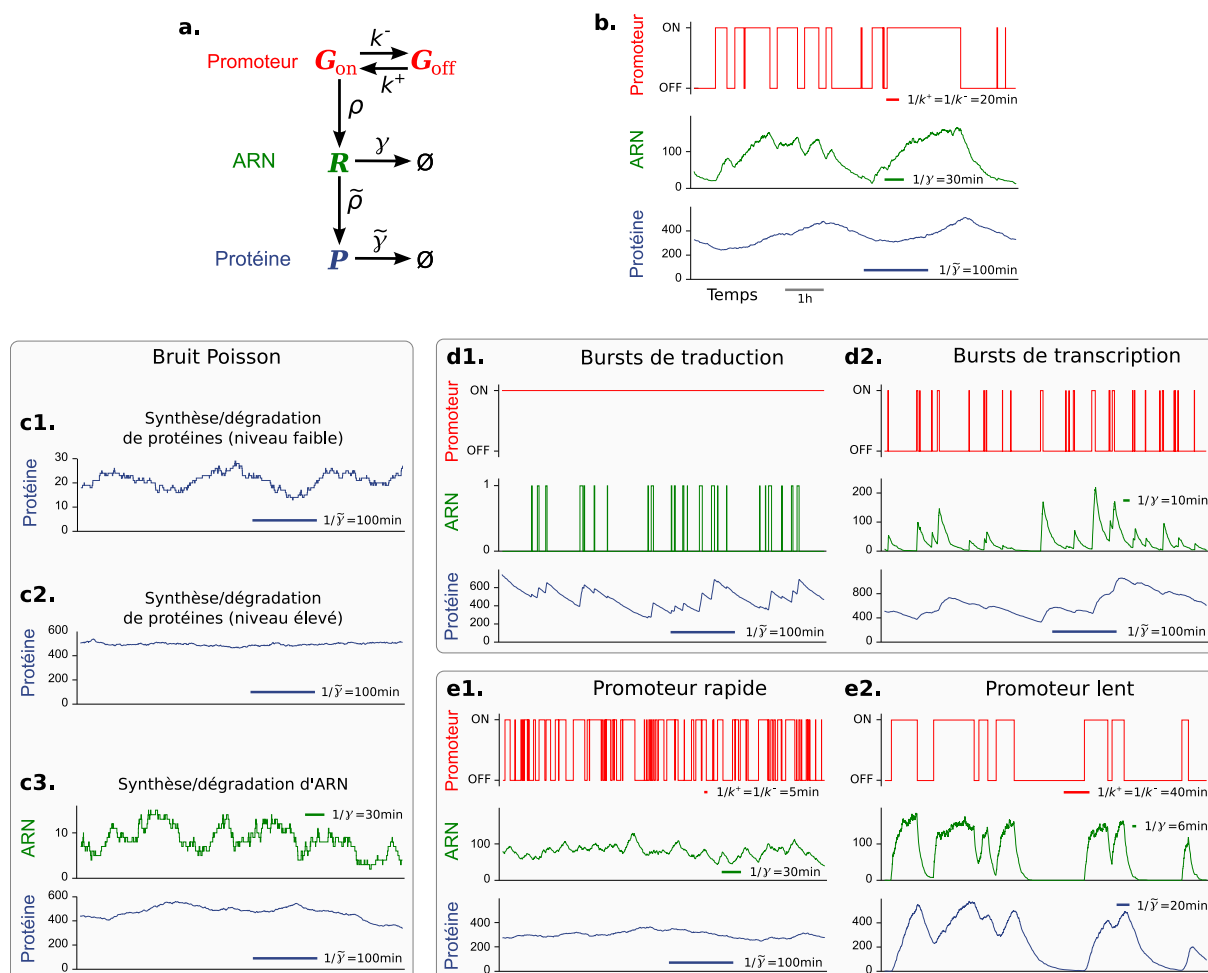 a.
Promoteur
G_on
k⁻
G_off
k⁺
ρ
ARN
R
γ
Ø
ρ̃
Protéine
P
γ̃
Ø
b.
Promoteur
ON
OFF
1/k⁺=1/k⁻=20min
ARN
100
0
1/γ=30min
Protéine
400
200
0
1/γ̃=100min
Temps
1h
Bruit Poisson
c1.
Synthèse/dégradation
de protéines (niveau faible)
Protéine
30
20
10
0
1/γ̃=100min
c2.
Synthèse/dégradation
de protéines (niveau élevé)
Protéine
600
400
200
0
1/γ̃=100min
c3.
Synthèse/dégradation d'ARN
ARN
10
0
1/γ=30min
Protéine
600
400
200
0
1/γ̃=100min
d1.
Bursts de traduction
Promoteur
ON
OFF
ARN
1
0
Protéine
600
400
200
0
1/γ̃=100min
d2.
Bursts de transcription
ON
OFF
200
100
0
1/γ=10min
800
400
0
1/γ̃=100min
e1.
Promoteur rapide
Promoteur
ON
OFF
1/k⁺=1/k⁻=5min
ARN
100
0
1/γ=30min
Protéine
400
200
0
1/γ̃=100min
e2.
Promoteur lent
ON
OFF
1/k⁺=1/k⁻=40min
100
0
1/γ=6min
400
200
0
1/γ̃=20min